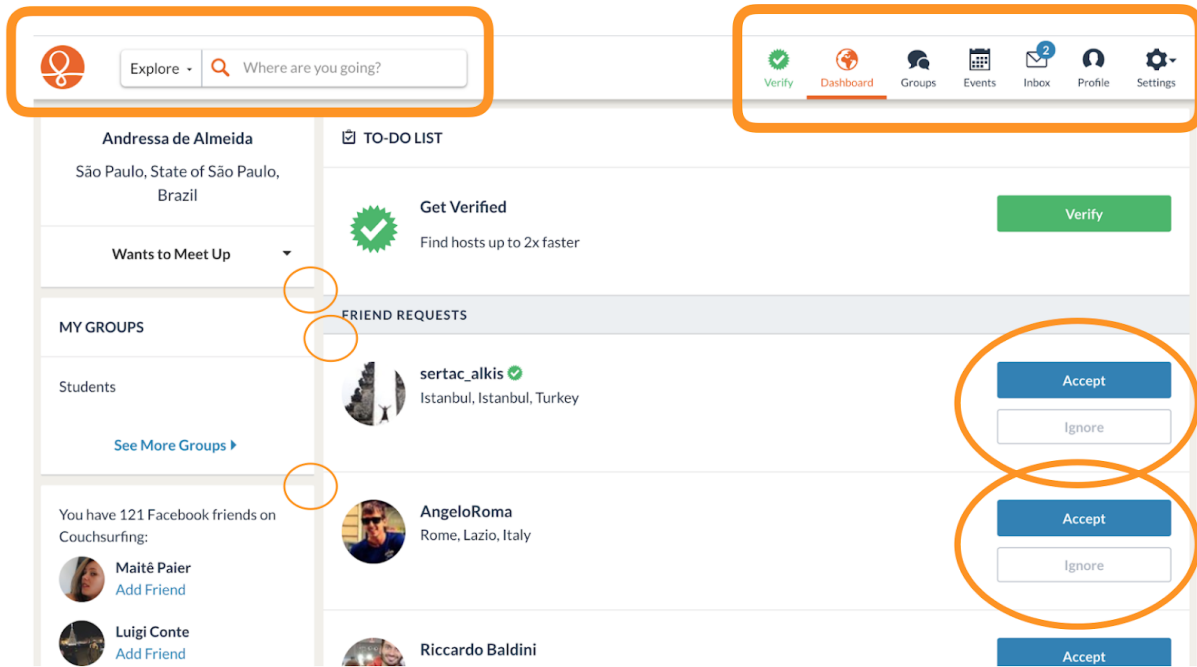 Explore
Where are you going?
Verify
Dashboard
Groups
Events
2
Inbox
Profile
Settings
Andressa de Almeida
São Paulo, State of São Paulo,
Brazil
Wants to Meet Up
MY GROUPS
Students
See More Groups
You have 121 Facebook friends on
Couchsurfing:
Maitê Paier
Add Friend
Luigi Conte
Add Friend
TO-DO LIST
Get Verified
Find hosts up to 2x faster
Verify
FRIEND REQUESTS
sertac_alkis
Istanbul, Istanbul, Turkey
Accept
Ignore
AngeloRoma
Rome, Lazio, Italy
Accept
Ignore
Riccardo Baldini
Accept